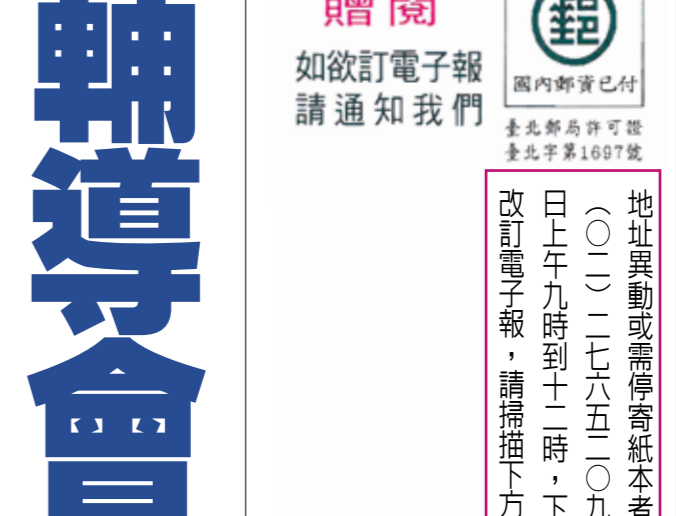 輔導會
贈閱
如欲訂電子報
請通知我們
郵
國內郵資已付
臺北郵局許可證
臺北字第1697號
地址異動或需停寄紙本者
（○二）二七六五二○九
日上午九時到十二時，下
改訂電子報，請掃描下方